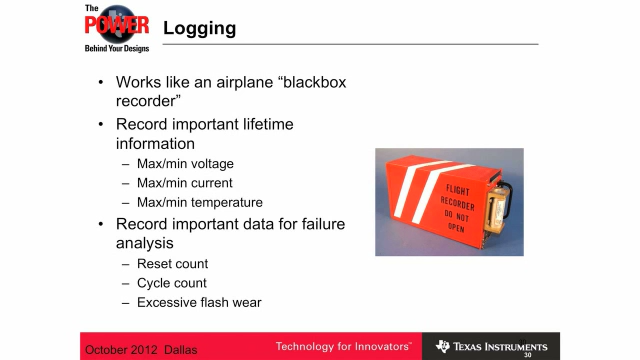 The
POWER
Behind Your Designs
Logging
• Works like an airplane “blackbox
recorder”
• Record important lifetime
information
– Max/min voltage
– Max/min current
– Max/min temperature
• Record important data for failure
analysis
– Reset count
– Cycle count
– Excessive flash wear
FLIGHT
RECORDER
DO NOT
OPEN
October 2012 Dallas
Technology for Innovators™
TEXAS INSTRUMENTS
30